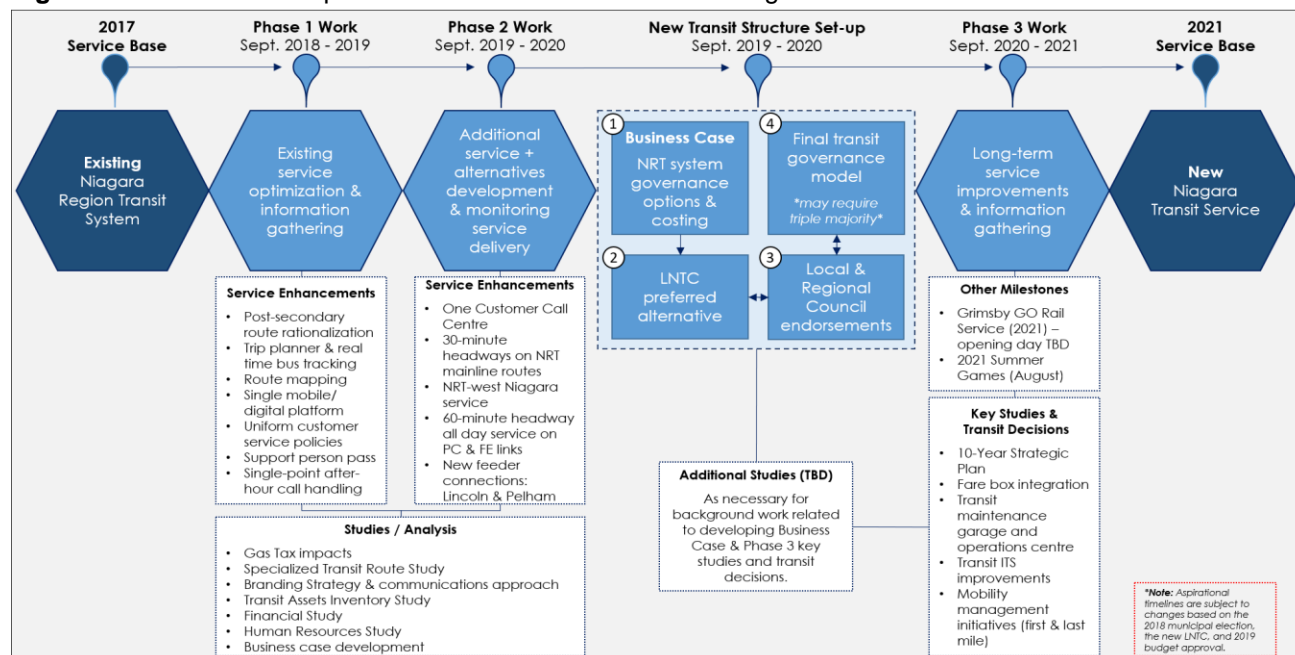 2017
Service Base
Phase 1 Work
Sept. 2018 - 2019
Phase 2 Work
Sept. 2019 - 2020
New Transit Structure Set-up
Sept. 2019 - 2020
Phase 3 Work
Sept. 2020 - 2021
2021
Service Base
Existing
Niagara
Region Transit
System
Existing
service
optimization &
information
gathering
Additional
service +
alternatives
development
& monitoring
service
delivery
1
Business Case
NRT system
governance
options &
costing
4
Final transit
governance
model
*may require
triple majority*
2
LNTC
preferred
alternative
3
Local &
Regional
Council
endorsements
Long-term
service
improvements
& information
gathering
New
Niagara
Transit Service
Service Enhancements
• Post-secondary
route rationalization
• Trip planner & real
time bus tracking
• Route mapping
• Single mobile/
digital platform
• Uniform customer
service policies
• Support person pass
• Single-point after-
hour call handling
Service Enhancements
• One Customer Call
Centre
• 30-minute
headways on NRT
mainline routes
• NRT-west Niagara
service
• 60-minute headway
all day service on
PC & FE links
• New feeder
connections:
Lincoln & Pelham
Studies / Analysis
• Gas Tax impacts
• Specialized Transit Route Study
• Branding Strategy & communications approach
• Transit Assets Inventory Study
• Financial Study
• Human Resources Study
• Business case development
Additional Studies (TBD)
As necessary for
background work related
to developing Business
Case & Phase 3 key
studies and transit
decisions.
Other Milestones
• Grimsby GO Rail
Service (2021) –
opening day TBD
• 2021 Summer
Games (August)
Key Studies &
Transit Decisions
• 10-Year Strategic
Plan
• Fare box integration
• Transit
maintenance
garage and
operations centre
• Transit ITS
improvements
• Mobility
management
initiatives (first & last
mile)
*Note: Aspirational
timelines are subject to
changes based on the
2018 municipal election,
the new LNTC, and 2019
budget approval.